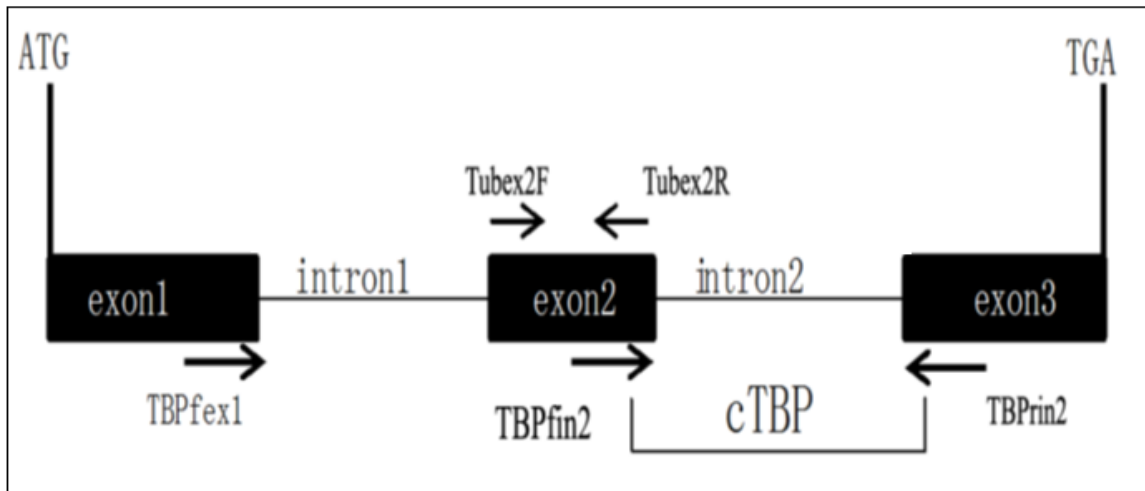 ATG
TGA
Tubex2F
Tubex2R
exon1
intron1
exon2
intron2
exon3
TBPfex1
TBPfin2
cTBP
TBPrin2